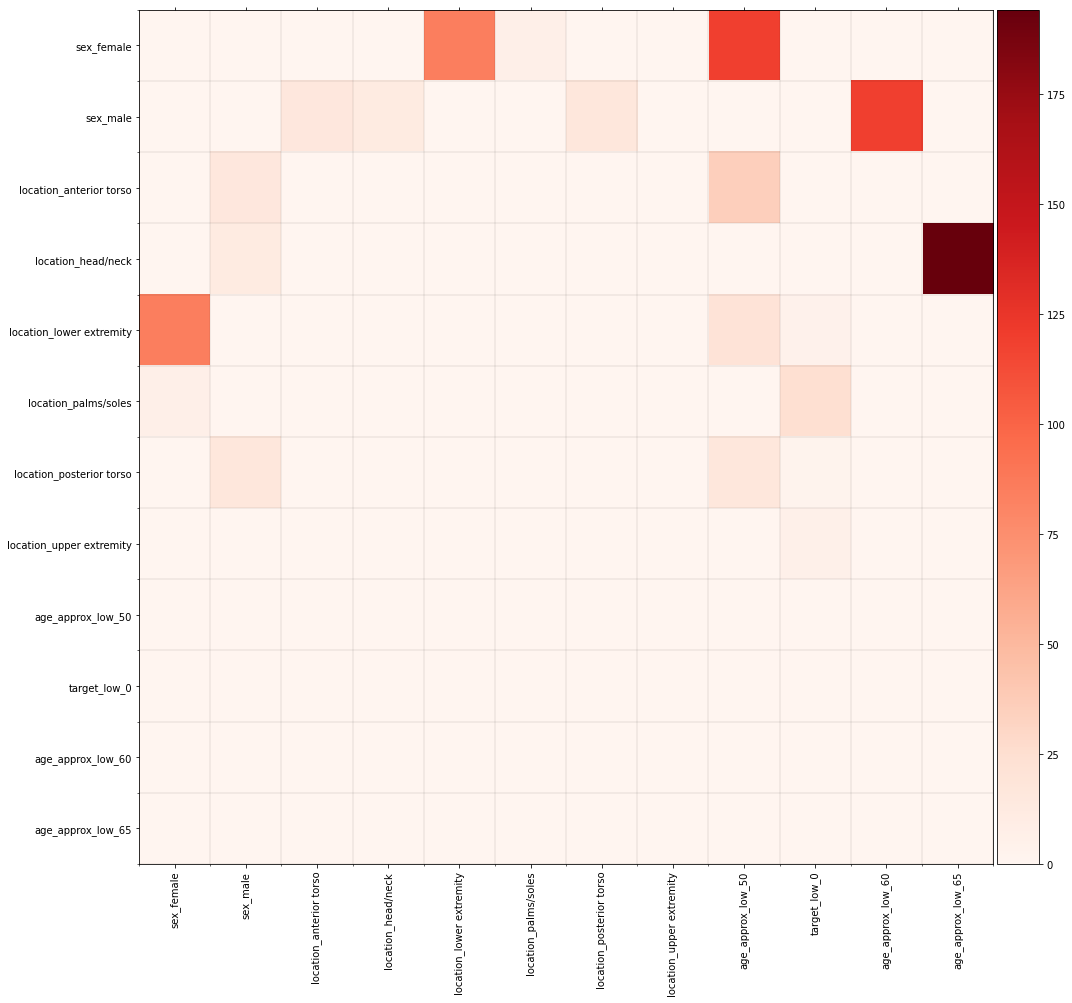 sex_female
sex_male
location_anterior torso
location_head/neck
location_lower extremity
location_palms/soles
location_posterior torso
location_upper extremity
age_approx_low_50
target_low_0
age_approx_low_60
age_approx_low_65
175
150
125
100
75
50
25
0
sex_female
sex_male
location_anterior torso
location_head/neck
location_lower extremity
location_palms/soles
location_posterior torso
location_upper extremity
age_approx_low_50
target_low_0
age_approx_low_60
age_approx_low_65